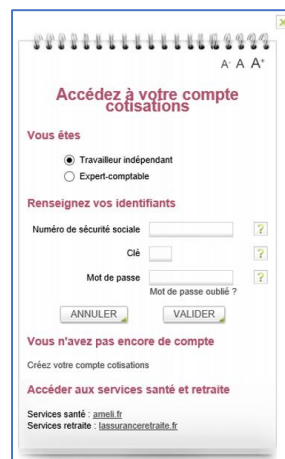 A- A A+
Accédez à votre compte
cotisations
Vous êtes
Travailleur indépendant
Expert-comptable
Renseignez vos identifiants
Numéro de sécurité sociale ?
Clé ?
Mot de passe ?
Mot de passe oublié ?
ANNULER VALIDER
Vous n'avez pas encore de compte
Créez votre compte cotisations
Accéder aux services santé et retraite
Services santé : ameli.fr
Services retraite : lassuranceretraite.fr